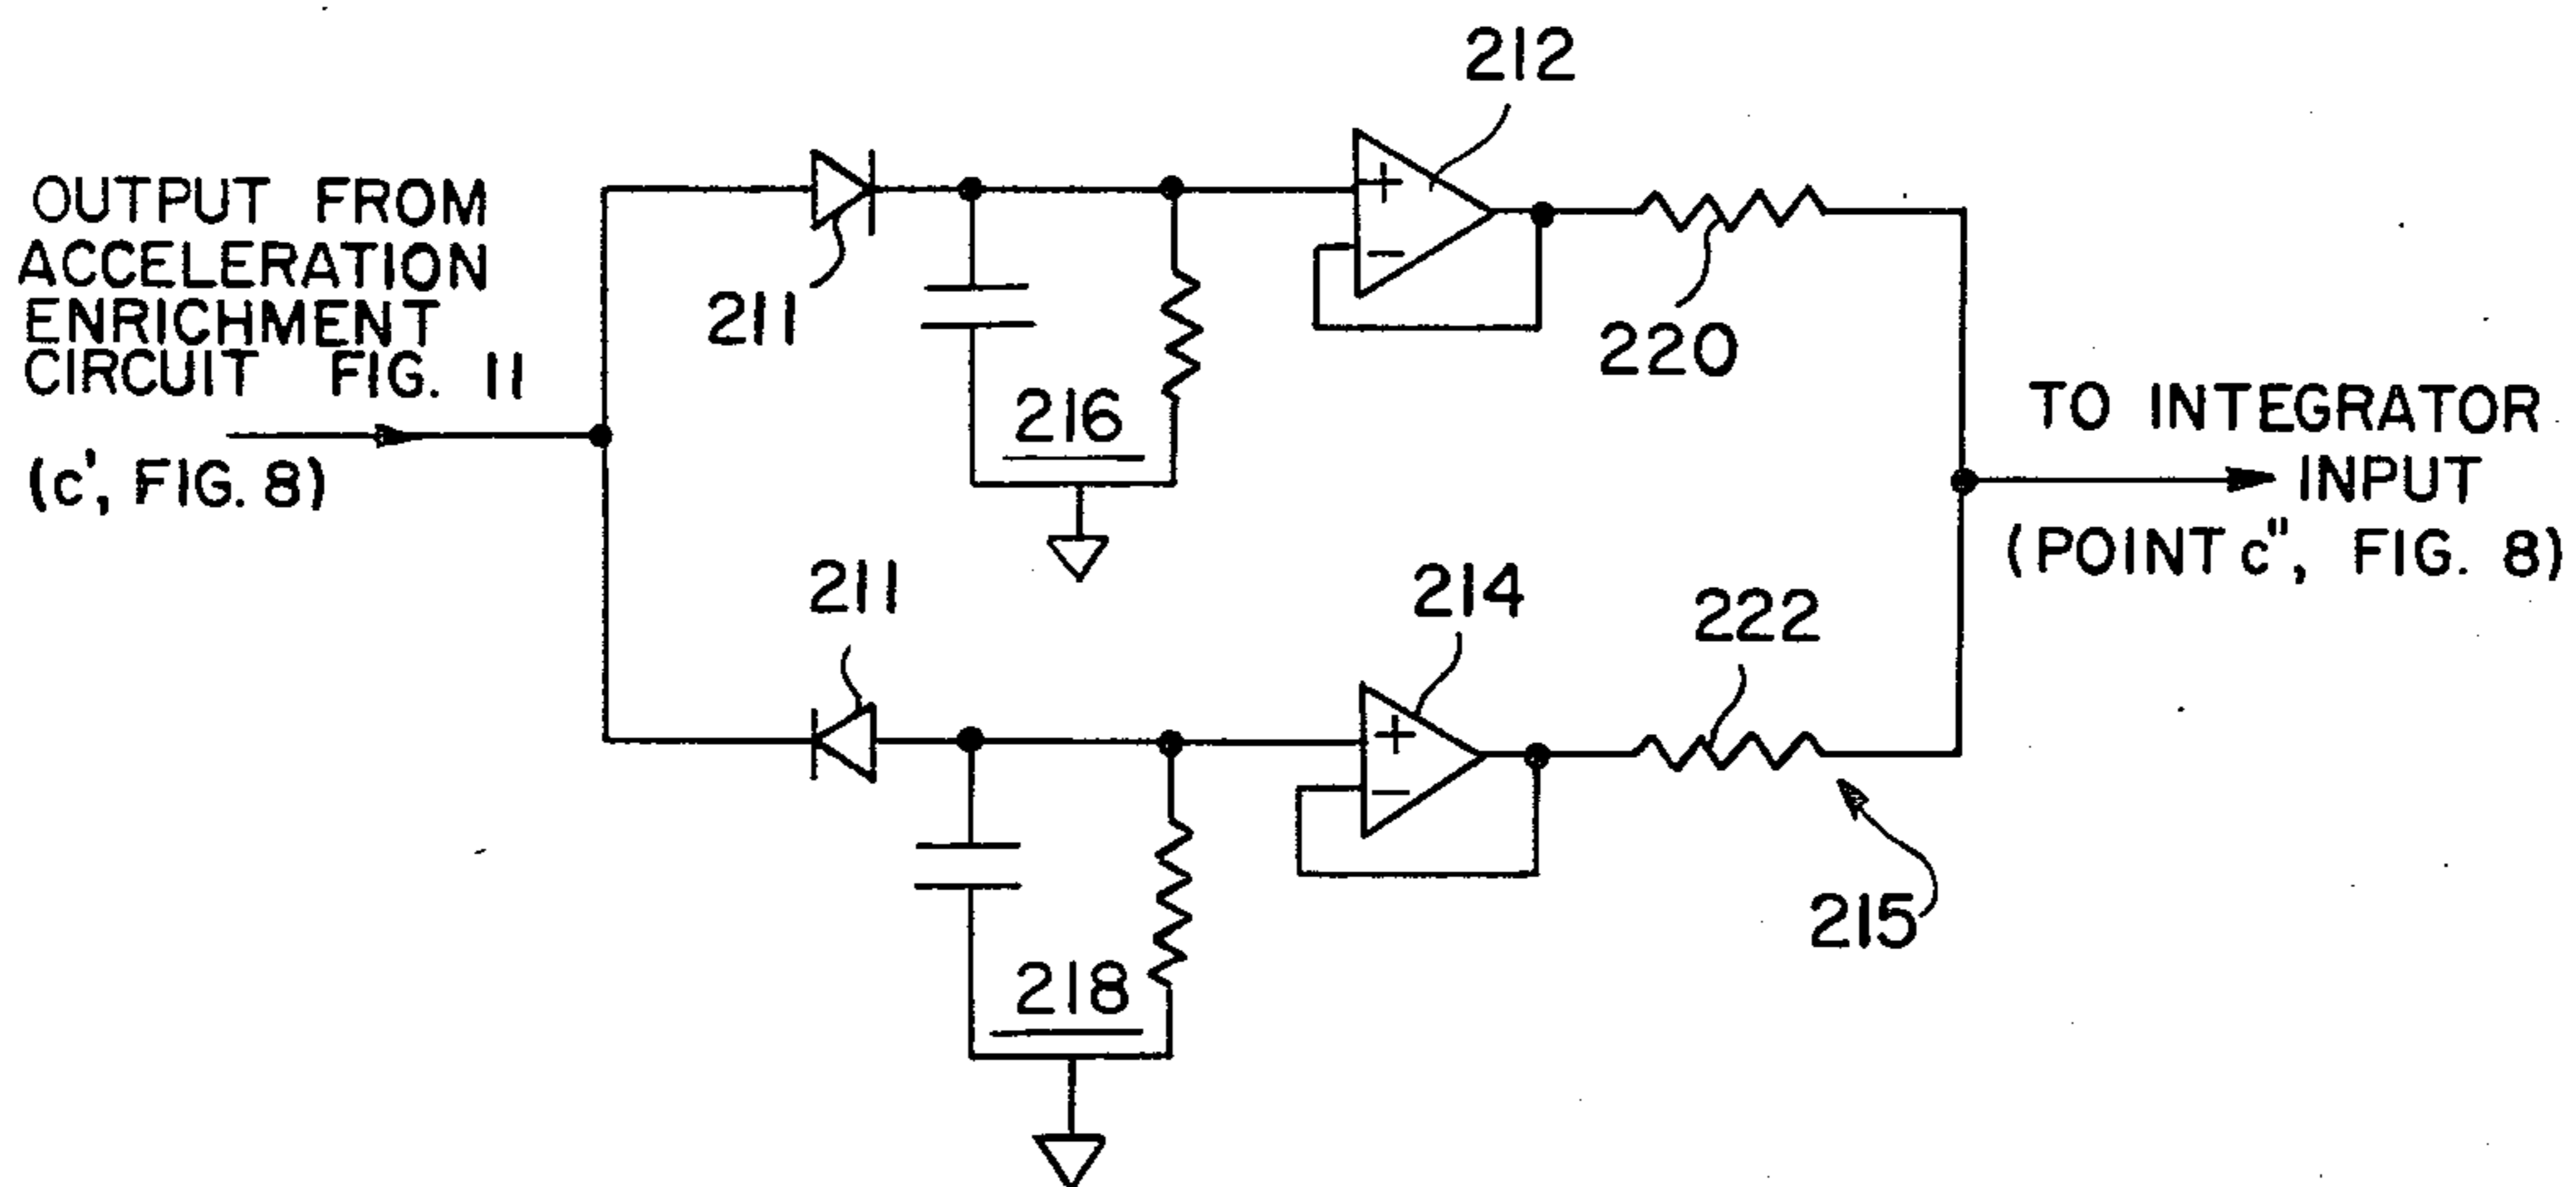 212
OUTPUT FROM
ACCELERATION
ENRICHMENT
CIRCUIT FIG. 11
(c', FIG. 8)
211
+
−
220
216
TO INTEGRATOR
INPUT
(POINT c", FIG. 8)
211
214
222
+
−
215
218